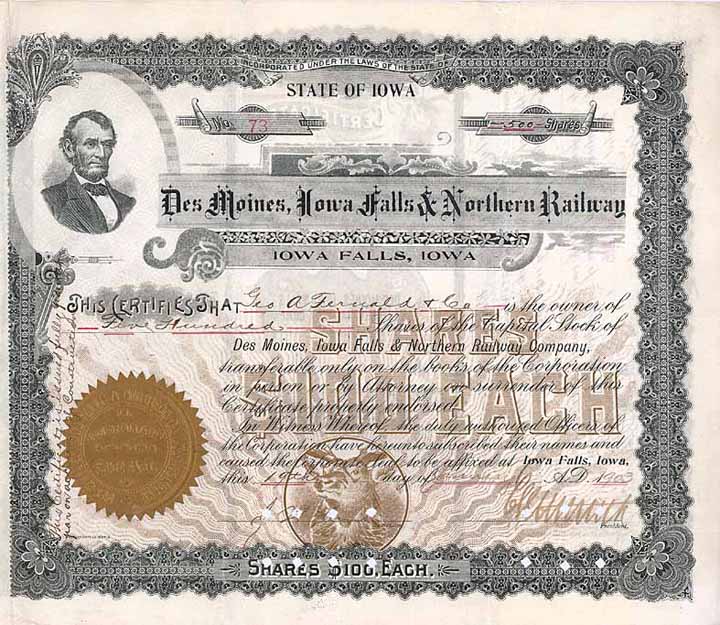 INCORPORATED UNDER THE LAWS OF THE STATE OF
STATE OF IOWA
No. 73
500 Shares
Des Moines, Iowa Falls & Northern Railway
IOWA FALLS, IOWA
THIS CERTIFIES THAT Geo A Fernald & Co is the owner of
Five Hundred Shares of the Capital Stock of
Des Moines, Iowa Falls & Northern Railway Company,
transferable only on the books of the Corporation
in person or by Attorney on surrender of this
Certificate properly endorsed.
In Witness Whereof, the duly authorized Officers of
the Corporation have hereunto subscribed their names and
caused the Corporate Seal to be affixed at Iowa Falls, Iowa,
this day of A.D. 1903
President.
SHARES
$100 EACH
SHARES $100. EACH.